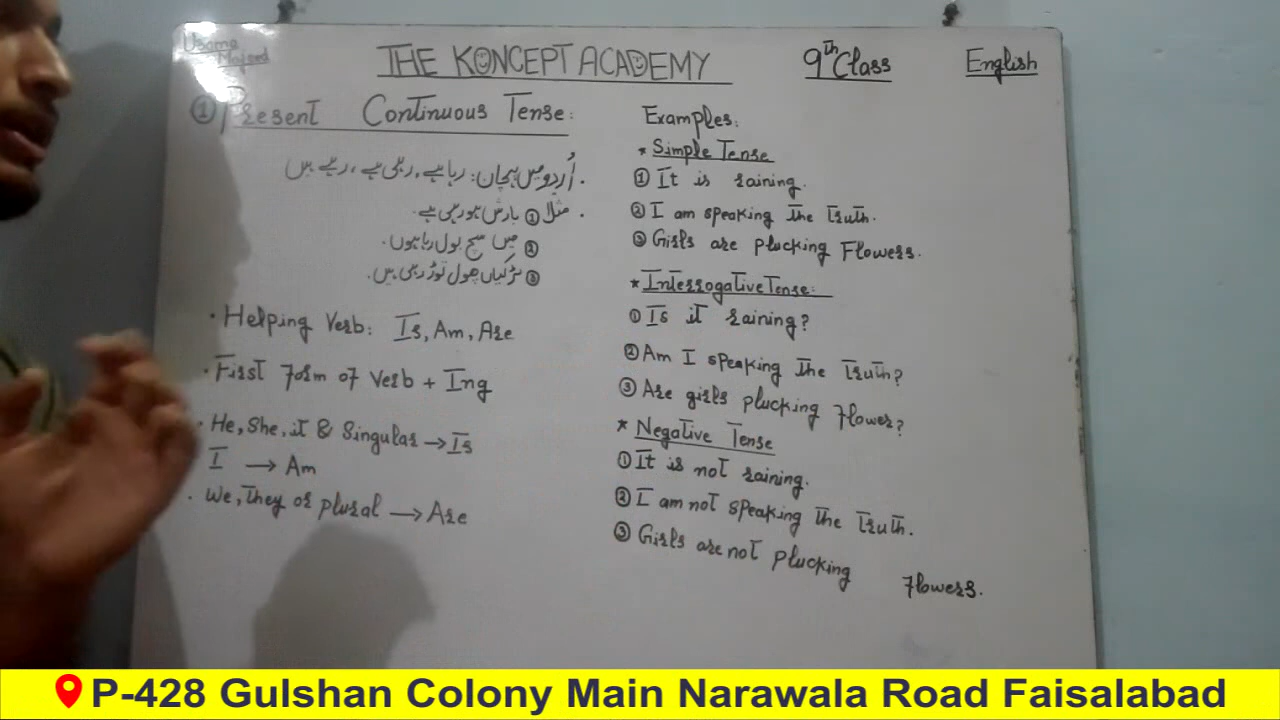 Usama
Majeed
THE KONCEPT ACADEMY
9th Class
English
① Present Continuous Tense:
. اُردو میں پہچان: رہا ہے، رہی ہے، رہے ہیں
. مثلا ① بارش ہو رہی ہے.
② میں سچ بول رہا ہوں.
③ لڑکیاں پھول توڑ رہی ہیں.
. Helping Verb: Is, Am, Are
. First form of Verb + Ing
. He, She, it & Singular → Is
I → Am
. We, They or plural → Are
Examples:
* Simple Tense
① It is raining.
② I am speaking the truth.
③ Girls are plucking Flowers.
* Interrogative Tense:
① Is it raining?
② Am I speaking the truth?
③ Are girls plucking flower?
* Negative Tense
① It is not raining.
② I am not speaking the truth.
③ Girls are not plucking flowers.
P-428 Gulshan Colony Main Narawala Road Faisalabad